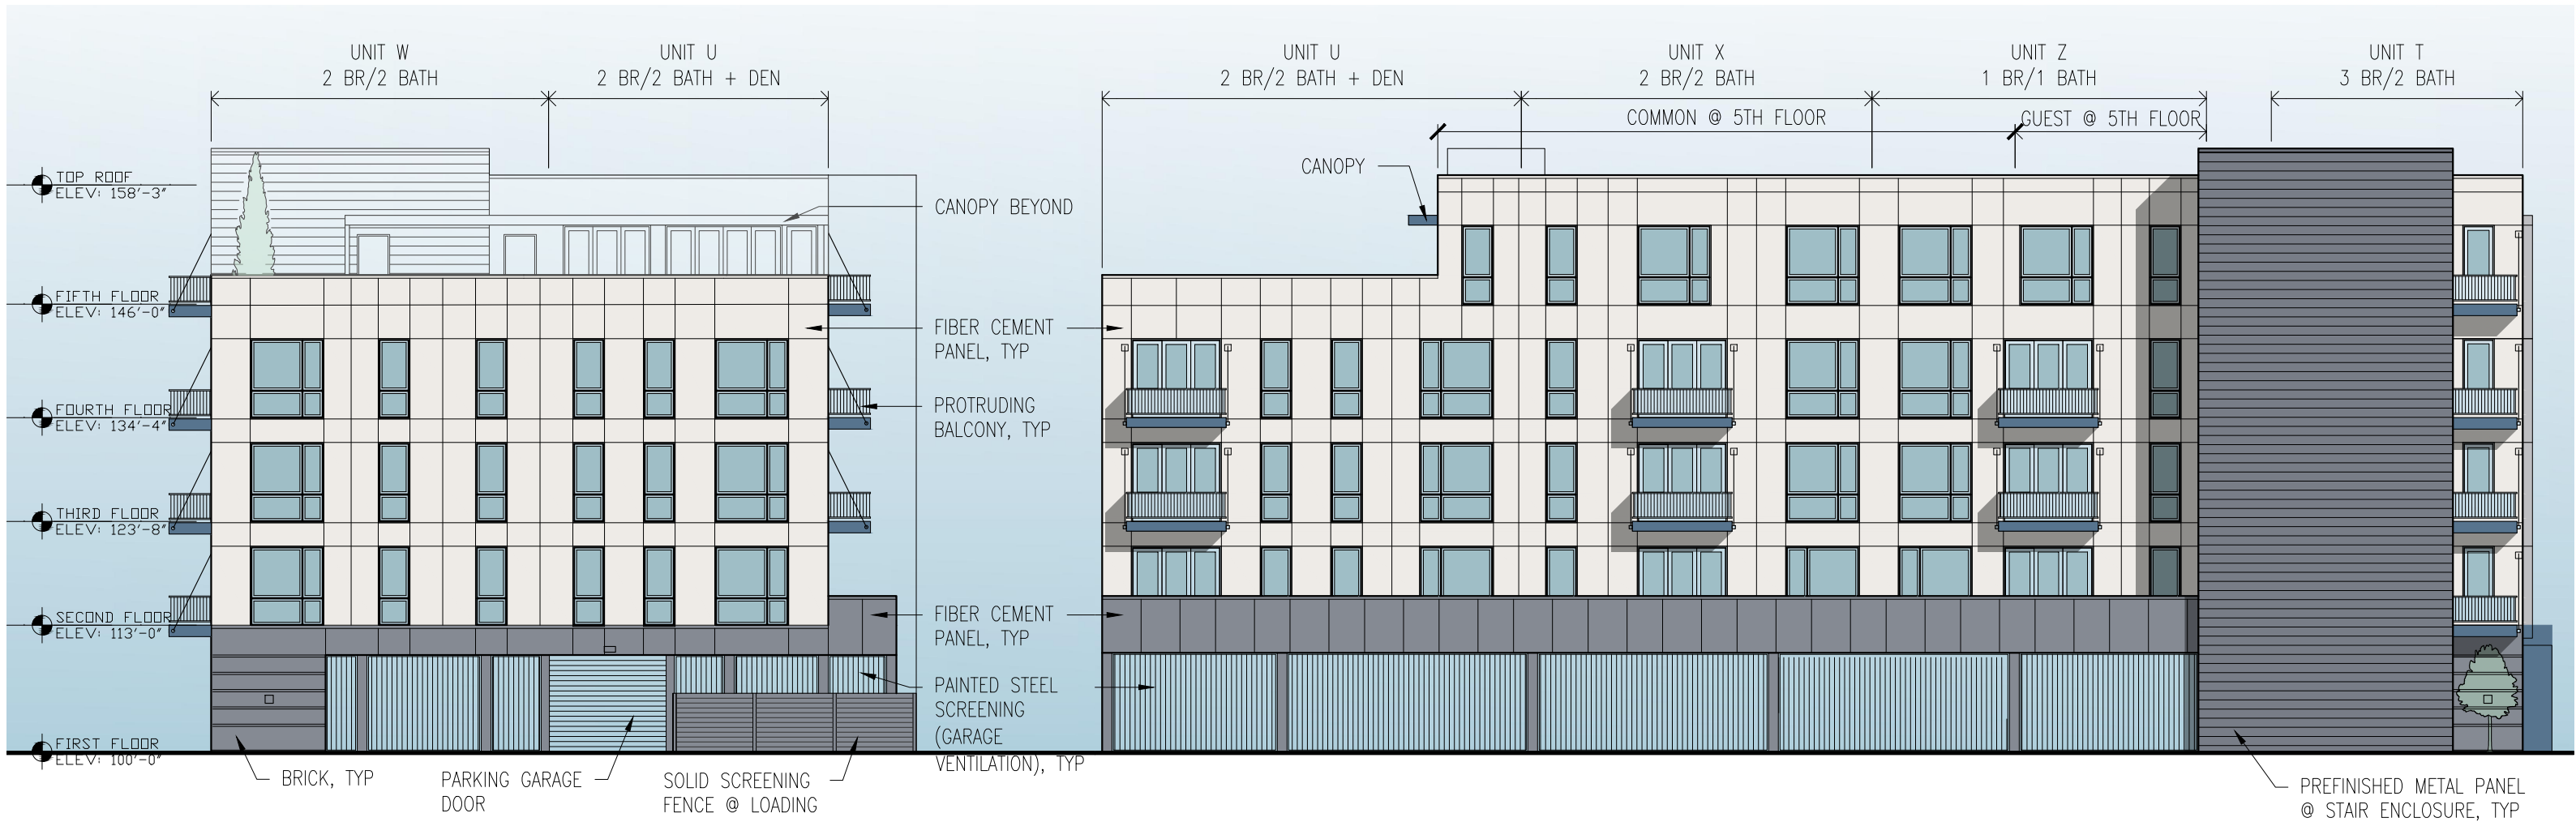 UNIT W
2 BR/2 BATH
UNIT U
2 BR/2 BATH + DEN
UNIT U
2 BR/2 BATH + DEN
UNIT X
2 BR/2 BATH
UNIT Z
1 BR/1 BATH
UNIT T
3 BR/2 BATH
COMMON @ 5TH FLOOR
GUEST @ 5TH FLOOR
CANOPY
TOP ROOF
ELEV: 158'-3"
CANOPY BEYOND
FIFTH FLOOR
ELEV: 146'-0"
FIBER CEMENT
PANEL, TYP
FOURTH FLOOR
ELEV: 134'-4"
PROTRUDING
BALCONY, TYP
THIRD FLOOR
ELEV: 123'-8"
SECOND FLOOR
ELEV: 113'-0"
FIBER CEMENT
PANEL, TYP
PAINTED STEEL
SCREENING
(GARAGE
VENTILATION), TYP
FIRST FLOOR
ELEV: 100'-0"
BRICK, TYP
PARKING GARAGE
DOOR
SOLID SCREENING
FENCE @ LOADING
PREFINISHED METAL PANEL
@ STAIR ENCLOSURE, TYP